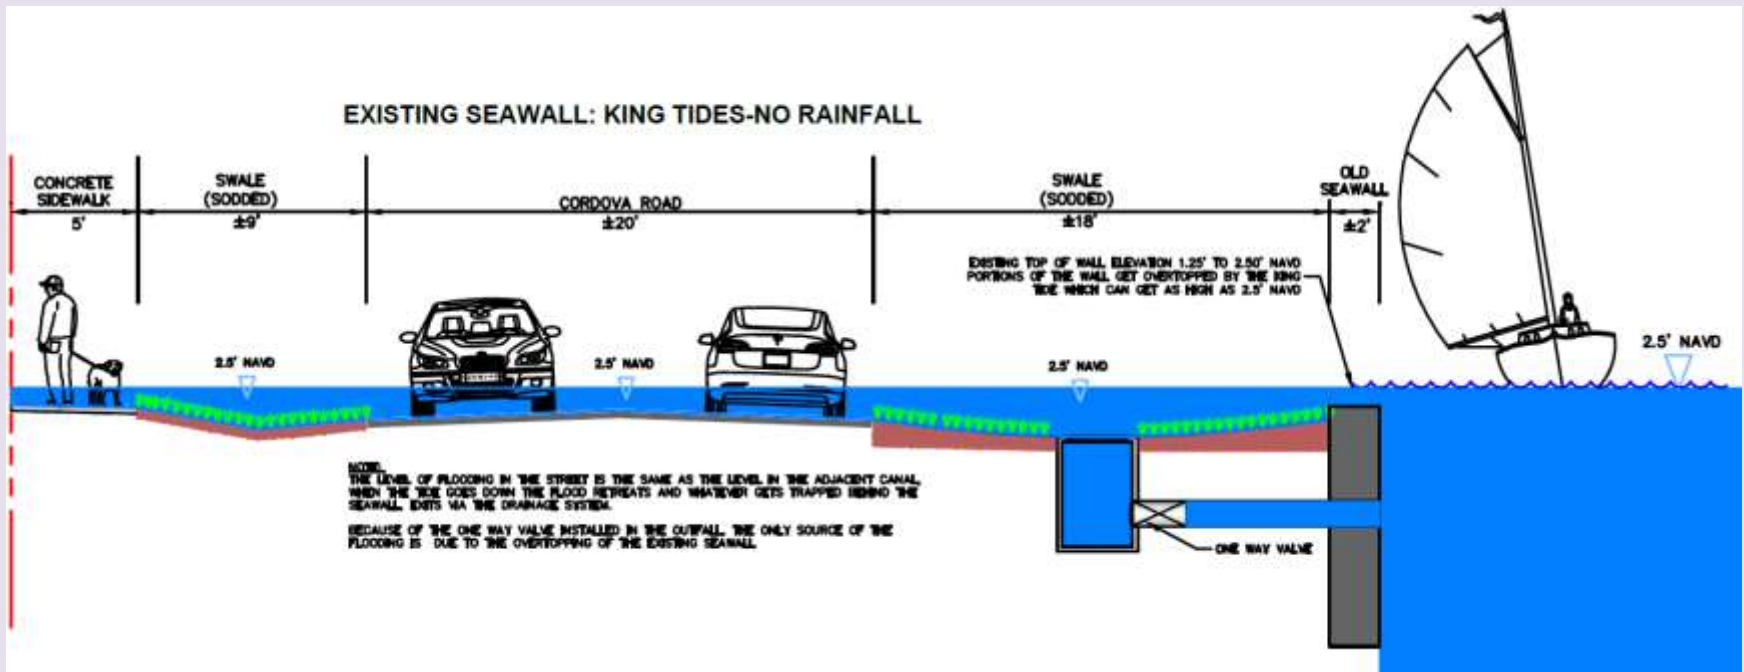 EXISTING SEAWALL: KING TIDES-NO RAINFALL
CONCRETE
SIDEWALK
5'
SWALE
(SODDED)
±9'
CORDOVA ROAD
±20'
SWALE
(SODDED)
±18'
OLD
SEAWALL
±2'
EXISTING TOP OF WALL ELEVATION 1.25' TO 2.50' NAVD
PORTIONS OF THE WALL GET OVERTOPPED BY THE KING
TIDE WHICH CAN GET AS HIGH AS 2.5' NAVD
2.5' NAVD
2.5' NAVD
2.5' NAVD
2.5' NAVD
THE LEVEL OF FLOODING IN THE STREET IS THE SAME AS THE LEVEL IN THE ADJACENT CANAL,
WHEN THE TIDE GOES DOWN THE FLOOD RETREATS AND WHATEVER GETS TRAPPED BEHIND THE
SEAWALL, EXITS VIA THE DRAINAGE SYSTEM.
BECAUSE OF THE ONE WAY VALVE INSTALLED IN THE OUTFALL, THE ONLY SOURCE OF THE
FLOODING IS DUE TO THE OVERTOPPING OF THE EXISTING SEAWALL
ONE WAY VALVE